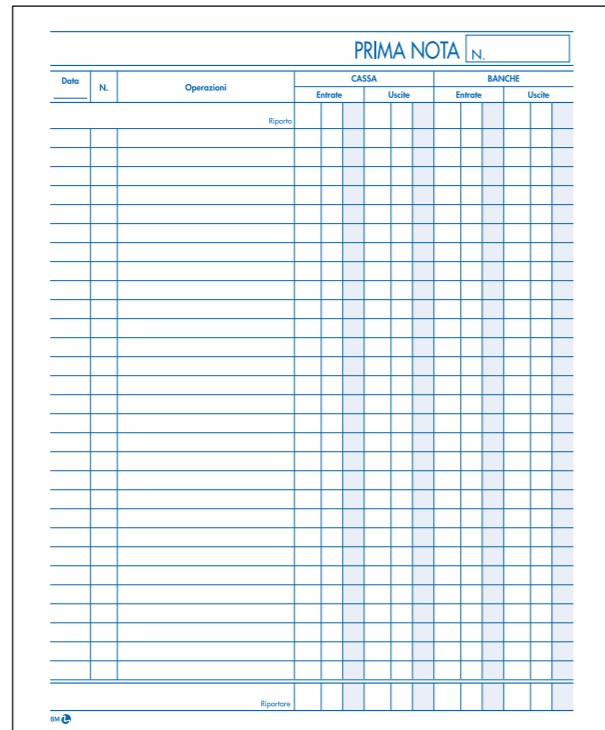 PRIMA NOTA N.
Data N. Operazioni CASSA BANCHE
Entrate Uscite Entrate Uscite
Riporto
Riportare
BM